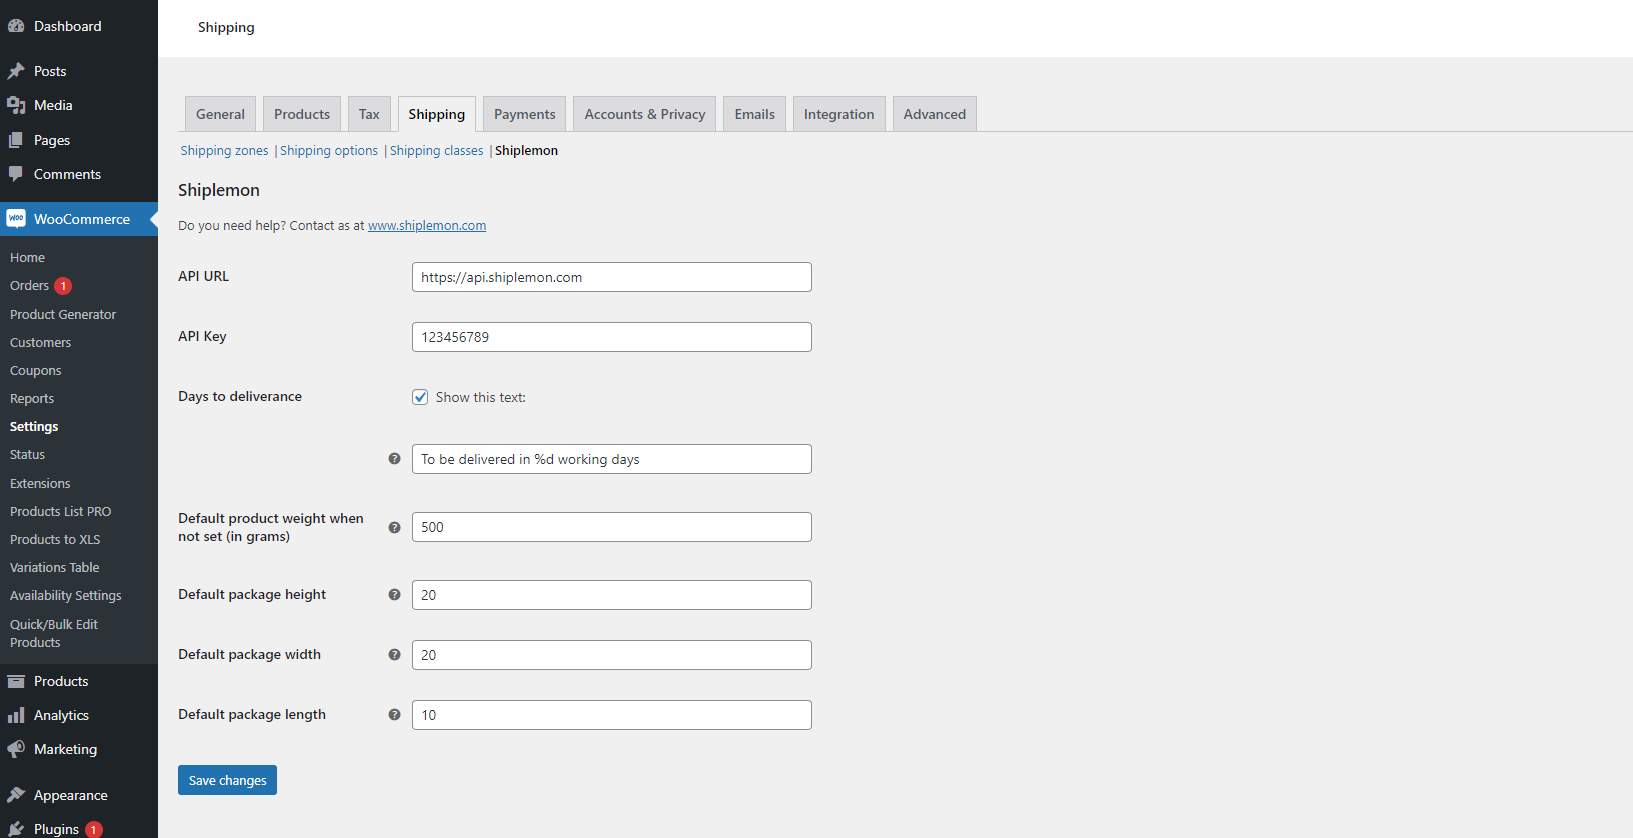 Dashboard
Posts
Media
Pages
Comments
WOO WooCommerce
Home
Orders 1
Product Generator
Customers
Coupons
Reports
Settings
Status
Extensions
Products List PRO
Products to XLS
Variations Table
Availability Settings
Quick/Bulk Edit
Products
Products
Analytics
Marketing
Appearance
Plugins 1
Shipping
General Products Tax Shipping Payments Accounts & Privacy Emails Integration Advanced
Shipping zones | Shipping options | Shipping classes | Shiplemon
Shiplemon
Do you need help? Contact as at www.shiplemon.com
API URL https://api.shiplemon.com
API Key 123456789
Days to deliverance Show this text:
? To be delivered in %d working days
Default product weight when
not set (in grams) ? 500
Default package height ? 20
Default package width ? 20
Default package length ? 10
Save changes